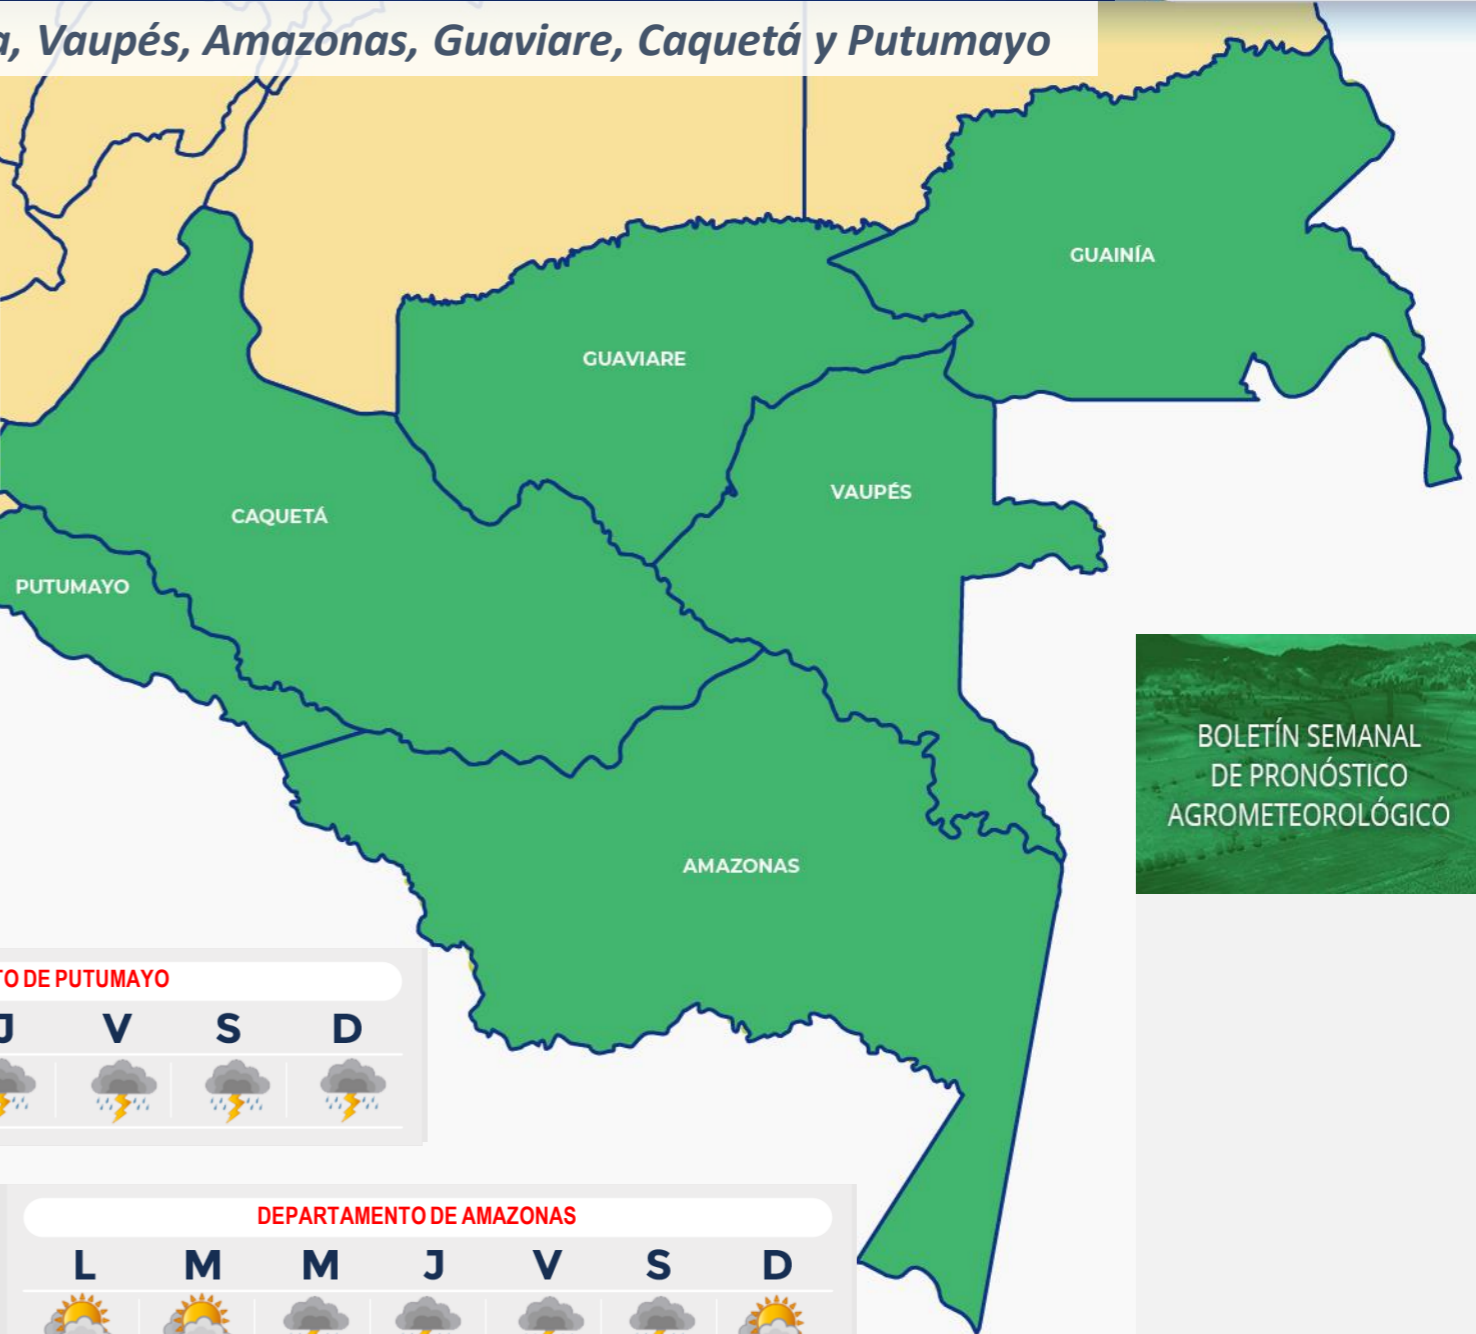 Vaupés, Amazonas, Guaviare, Caquetá y Putumayo
GUAINÍA
GUAVIARE
VAUPÉS
CAQUETÁ
PUTUMAYO
BOLETÍN SEMANAL
DE PRONÓSTICO
AGROMETEOROLÓGICO
AMAZONAS
DE PUTUMAYO
J V S D
DEPARTAMENTO DE AMAZONAS
L M M J V S D